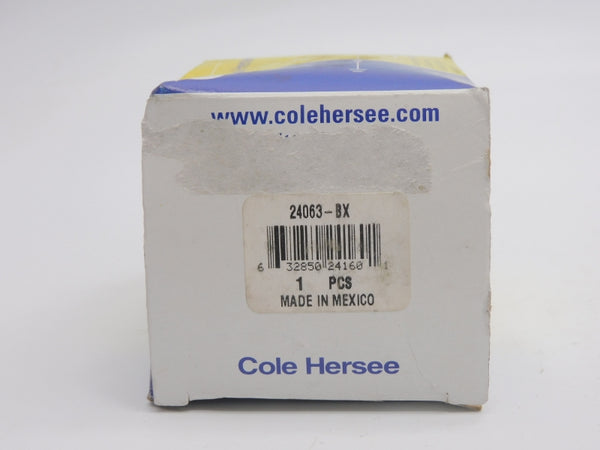 www.colehersee.com
24063-BX
6 32850 24160 1
1 PCS
MADE IN MEXICO
Cole Hersee